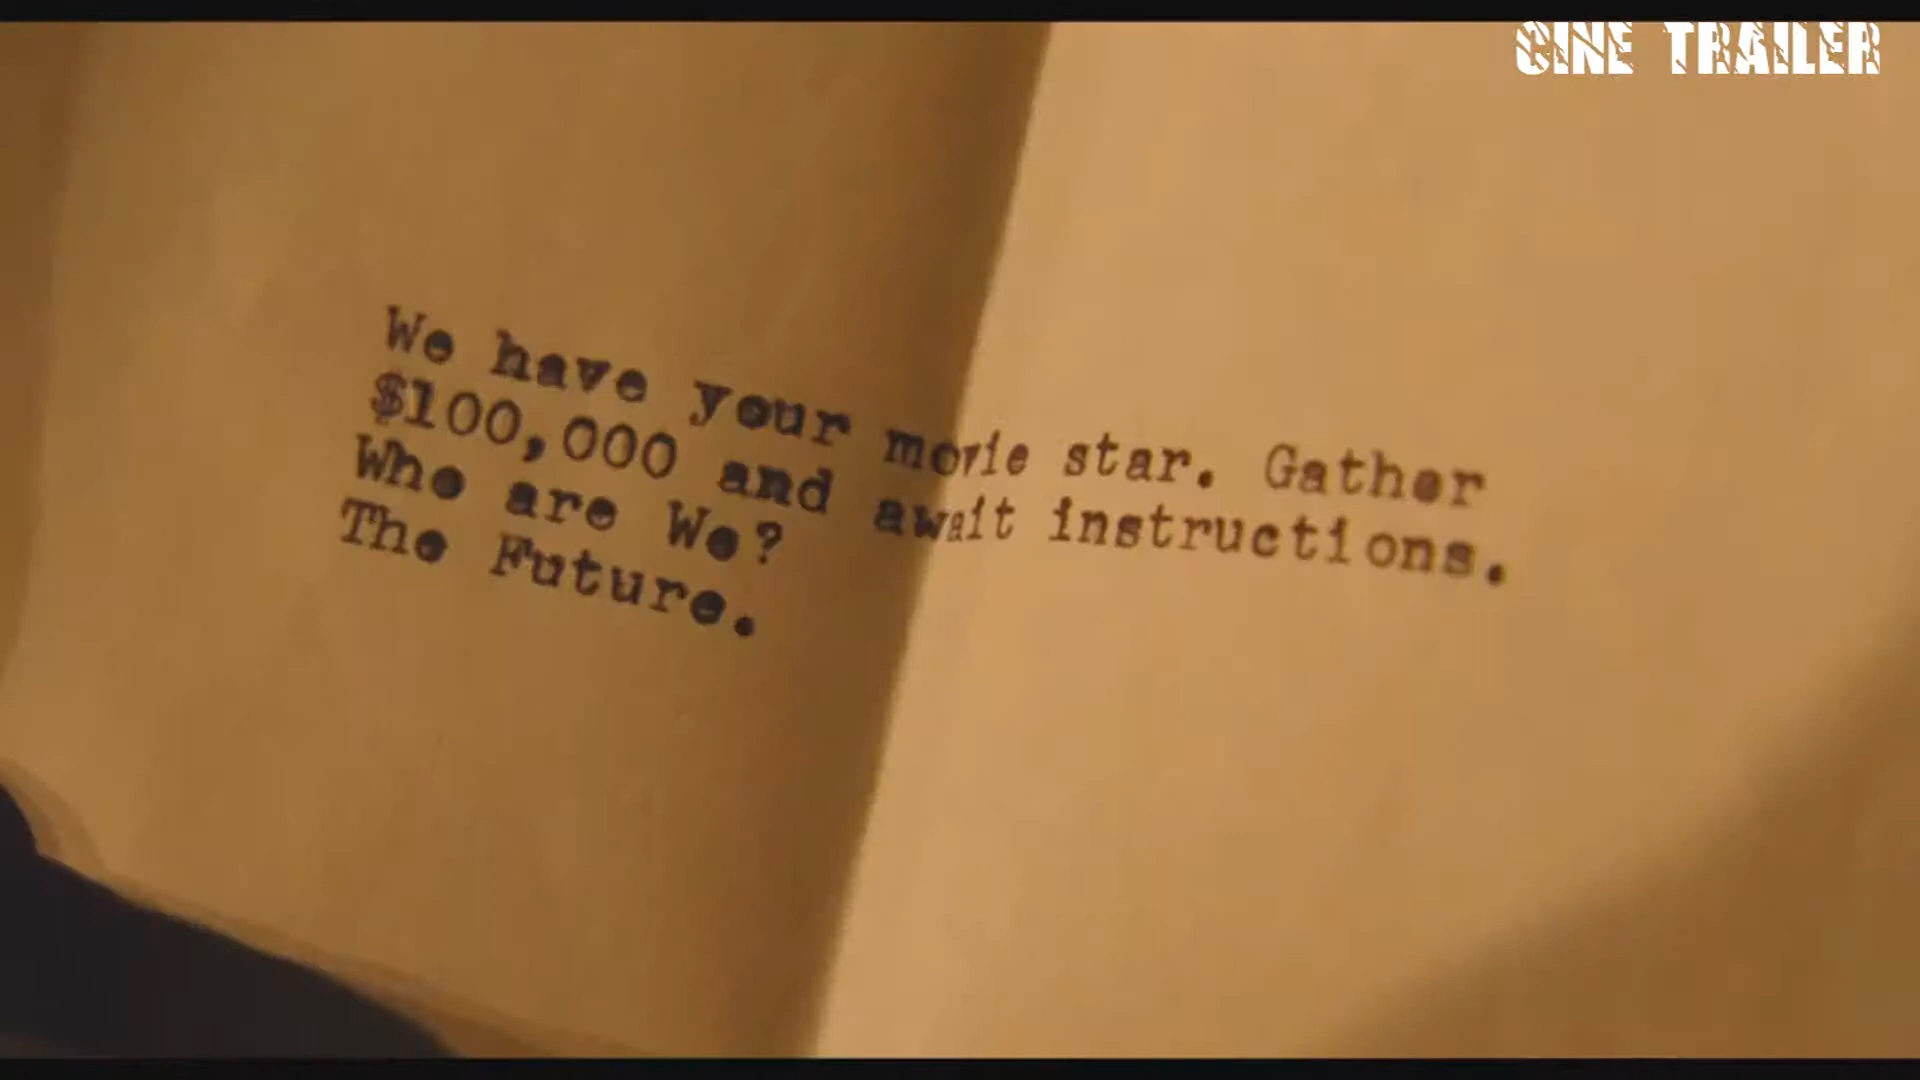 CINE TRAILER
We have your movie star. Gather
$100,000 and await instructions.
Who are We?
The Future.